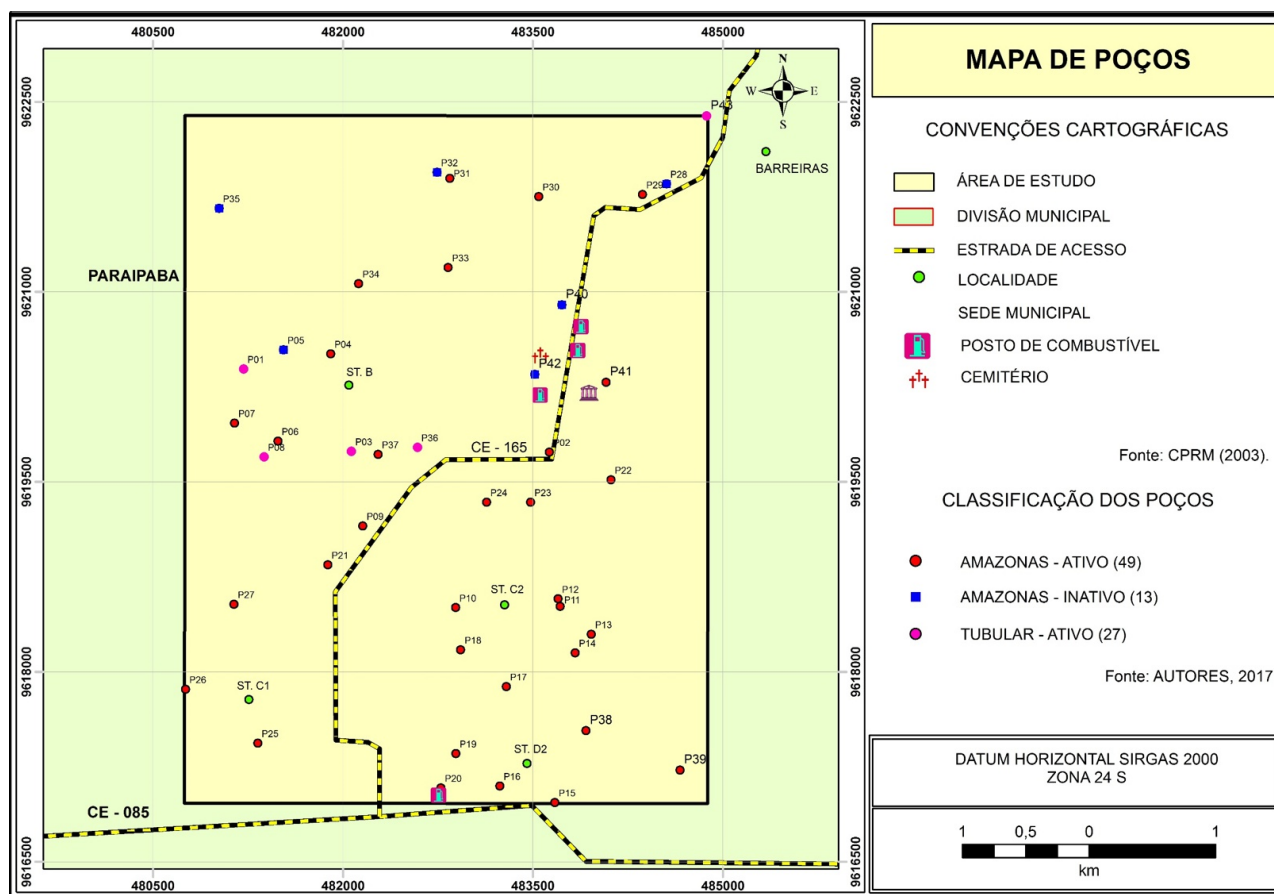 480500 482000 483500 485000
9622500
9621000
9619500
9618000
9616500
N
W E
S
P43
BARREIRAS
P32
P31
P28
P29
P30
P35
P33
PARAIPABA
P34
P40
P05
P04
P01
P42
P41
ST. B
P07
P06
P08
P03
P37
P36
CE - 165
P02
P22
P24
P23
P09
P21
P27
P10
ST. C2
P12
P11
P13
P18
P14
P26
ST. C1
P17
P25
P38
P19
ST. D2
P39
P20
P16
P15
CE - 085
480500 482000 483500 485000
MAPA DE POÇOS
CONVENÇÕES CARTOGRÁFICAS
ÁREA DE ESTUDO
DIVISÃO MUNICIPAL
ESTRADA DE ACESSO
LOCALIDADE
SEDE MUNICIPAL
POSTO DE COMBUSTÍVEL
CEMITÉRIO
Fonte: CPRM (2003).
CLASSIFICAÇÃO DOS POÇOS
AMAZONAS - ATIVO (49)
AMAZONAS - INATIVO (13)
TUBULAR - ATIVO (27)
Fonte: AUTORES, 2017
DATUM HORIZONTAL SIRGAS 2000
ZONA 24 S
1 0,5 0 1
km